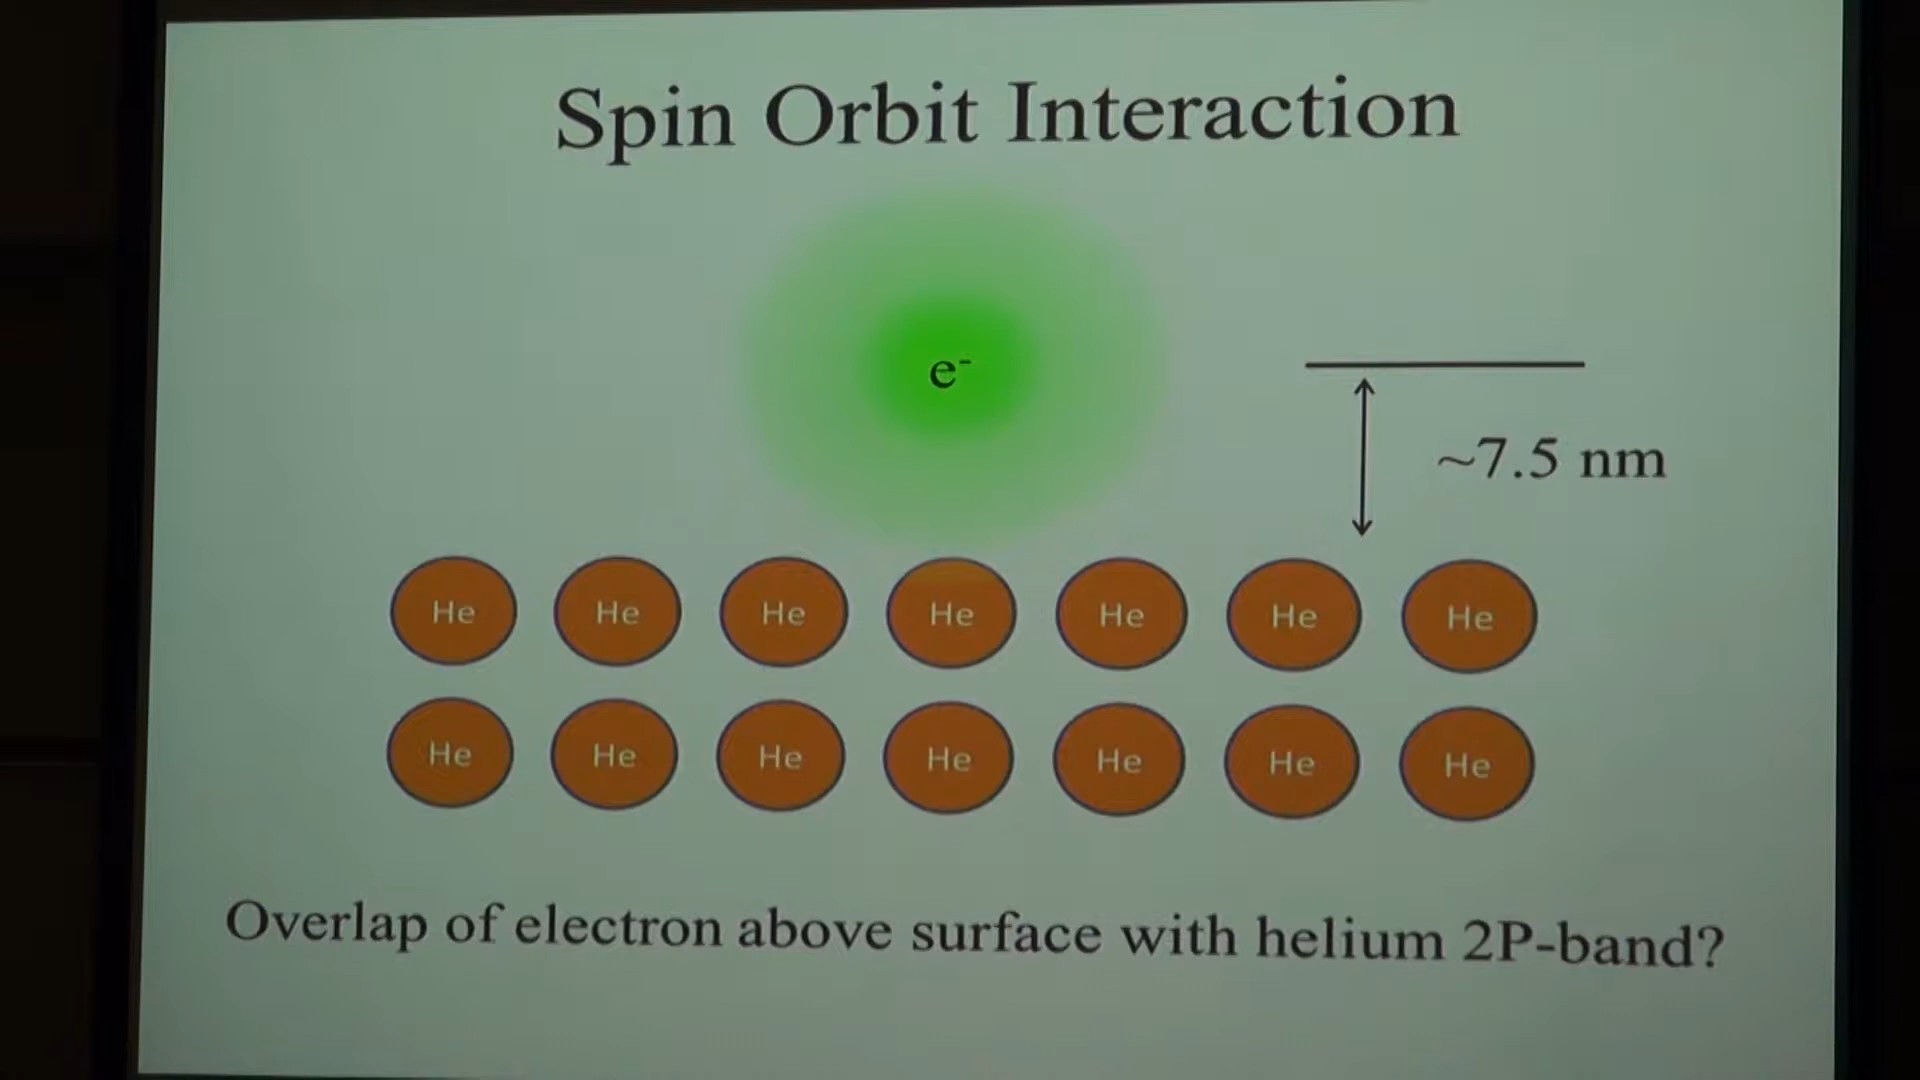 Spin Orbit Interaction
e⁻
~7.5 nm
He He He He He He He
He He He He He He He
Overlap of electron above surface with helium 2P-band?